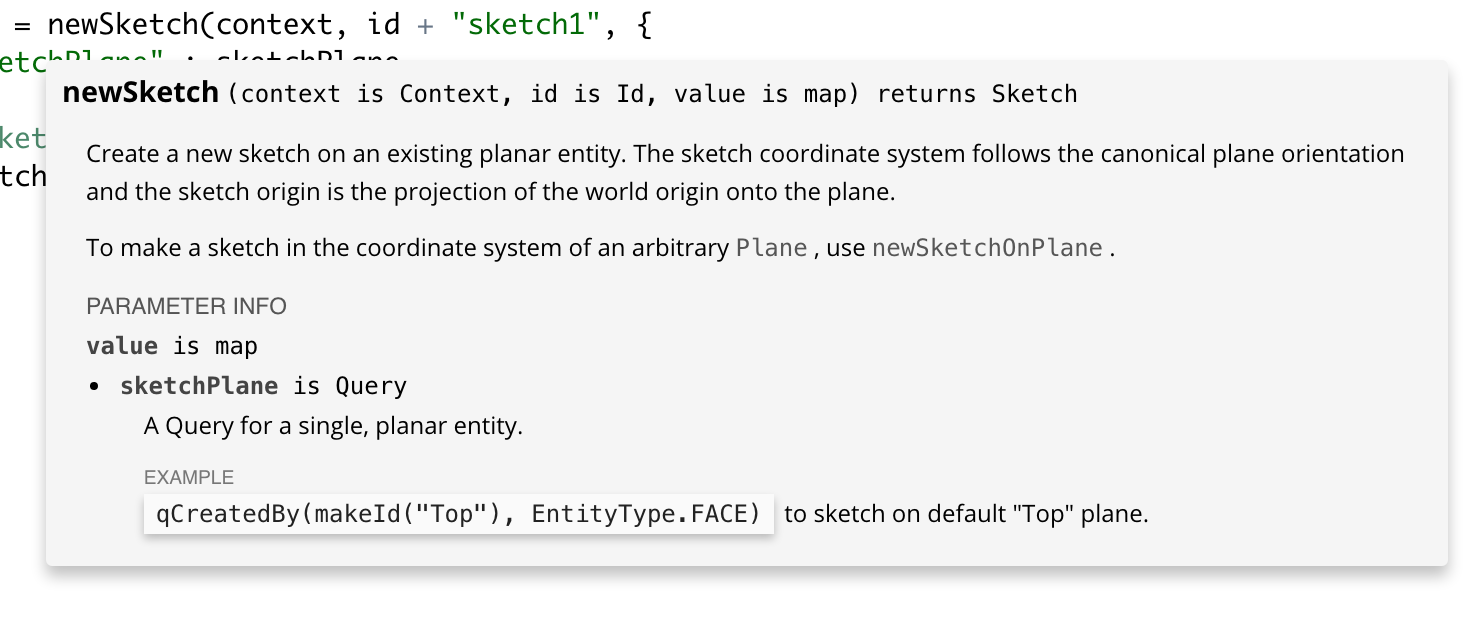 = newSketch(context, id + "sketch1", {
etchPlane" : sketchPlane
newSketch (context is Context, id is Id, value is map) returns Sketch
ket
Create a new sketch on an existing planar entity. The sketch coordinate system follows the canonical plane orientation
tch
and the sketch origin is the projection of the world origin onto the plane.
To make a sketch in the coordinate system of an arbitrary Plane , use newSketchOnPlane .
PARAMETER INFO
value is map
• sketchPlane is Query
A Query for a single, planar entity.
EXAMPLE
qCreatedBy(makeId("Top"), EntityType.FACE) to sketch on default "Top" plane.